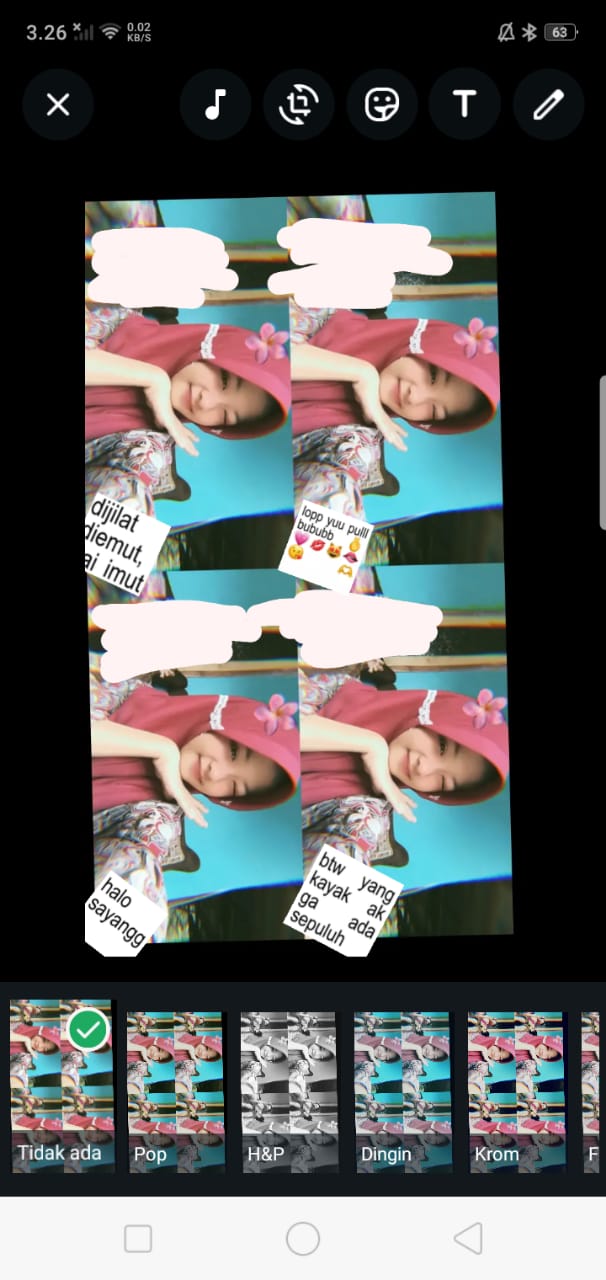 3.26
0.02
KB/S
63
T
dijilat
diemut,
ai imut
lopp yuu pulll
bububb
halo
sayangg
btw yang
kayak ak
ga ada
sepuluh
Tidak ada
Pop
H&P
Dingin
Krom
F